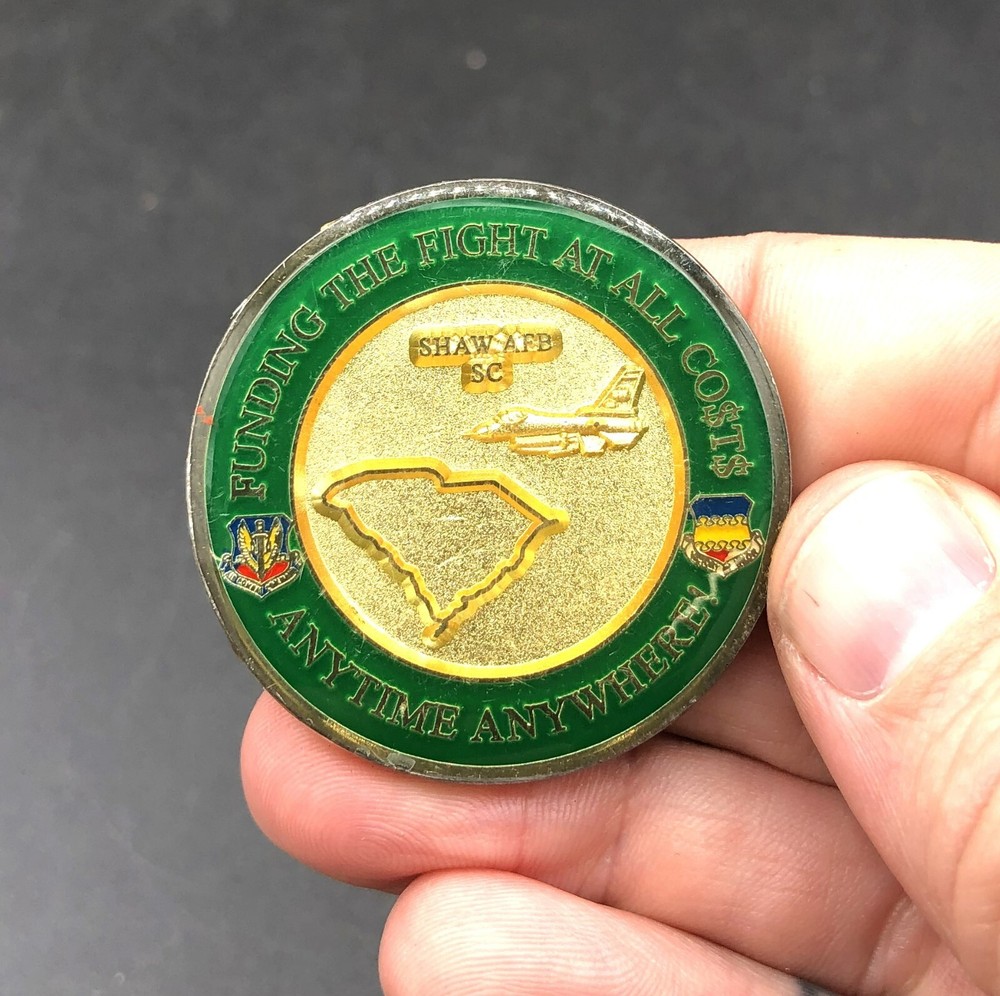 FUNDING THE FIGHT AT ALL CO$T$
SHAW AFB
SC
ANYTIME ANYWHERE!